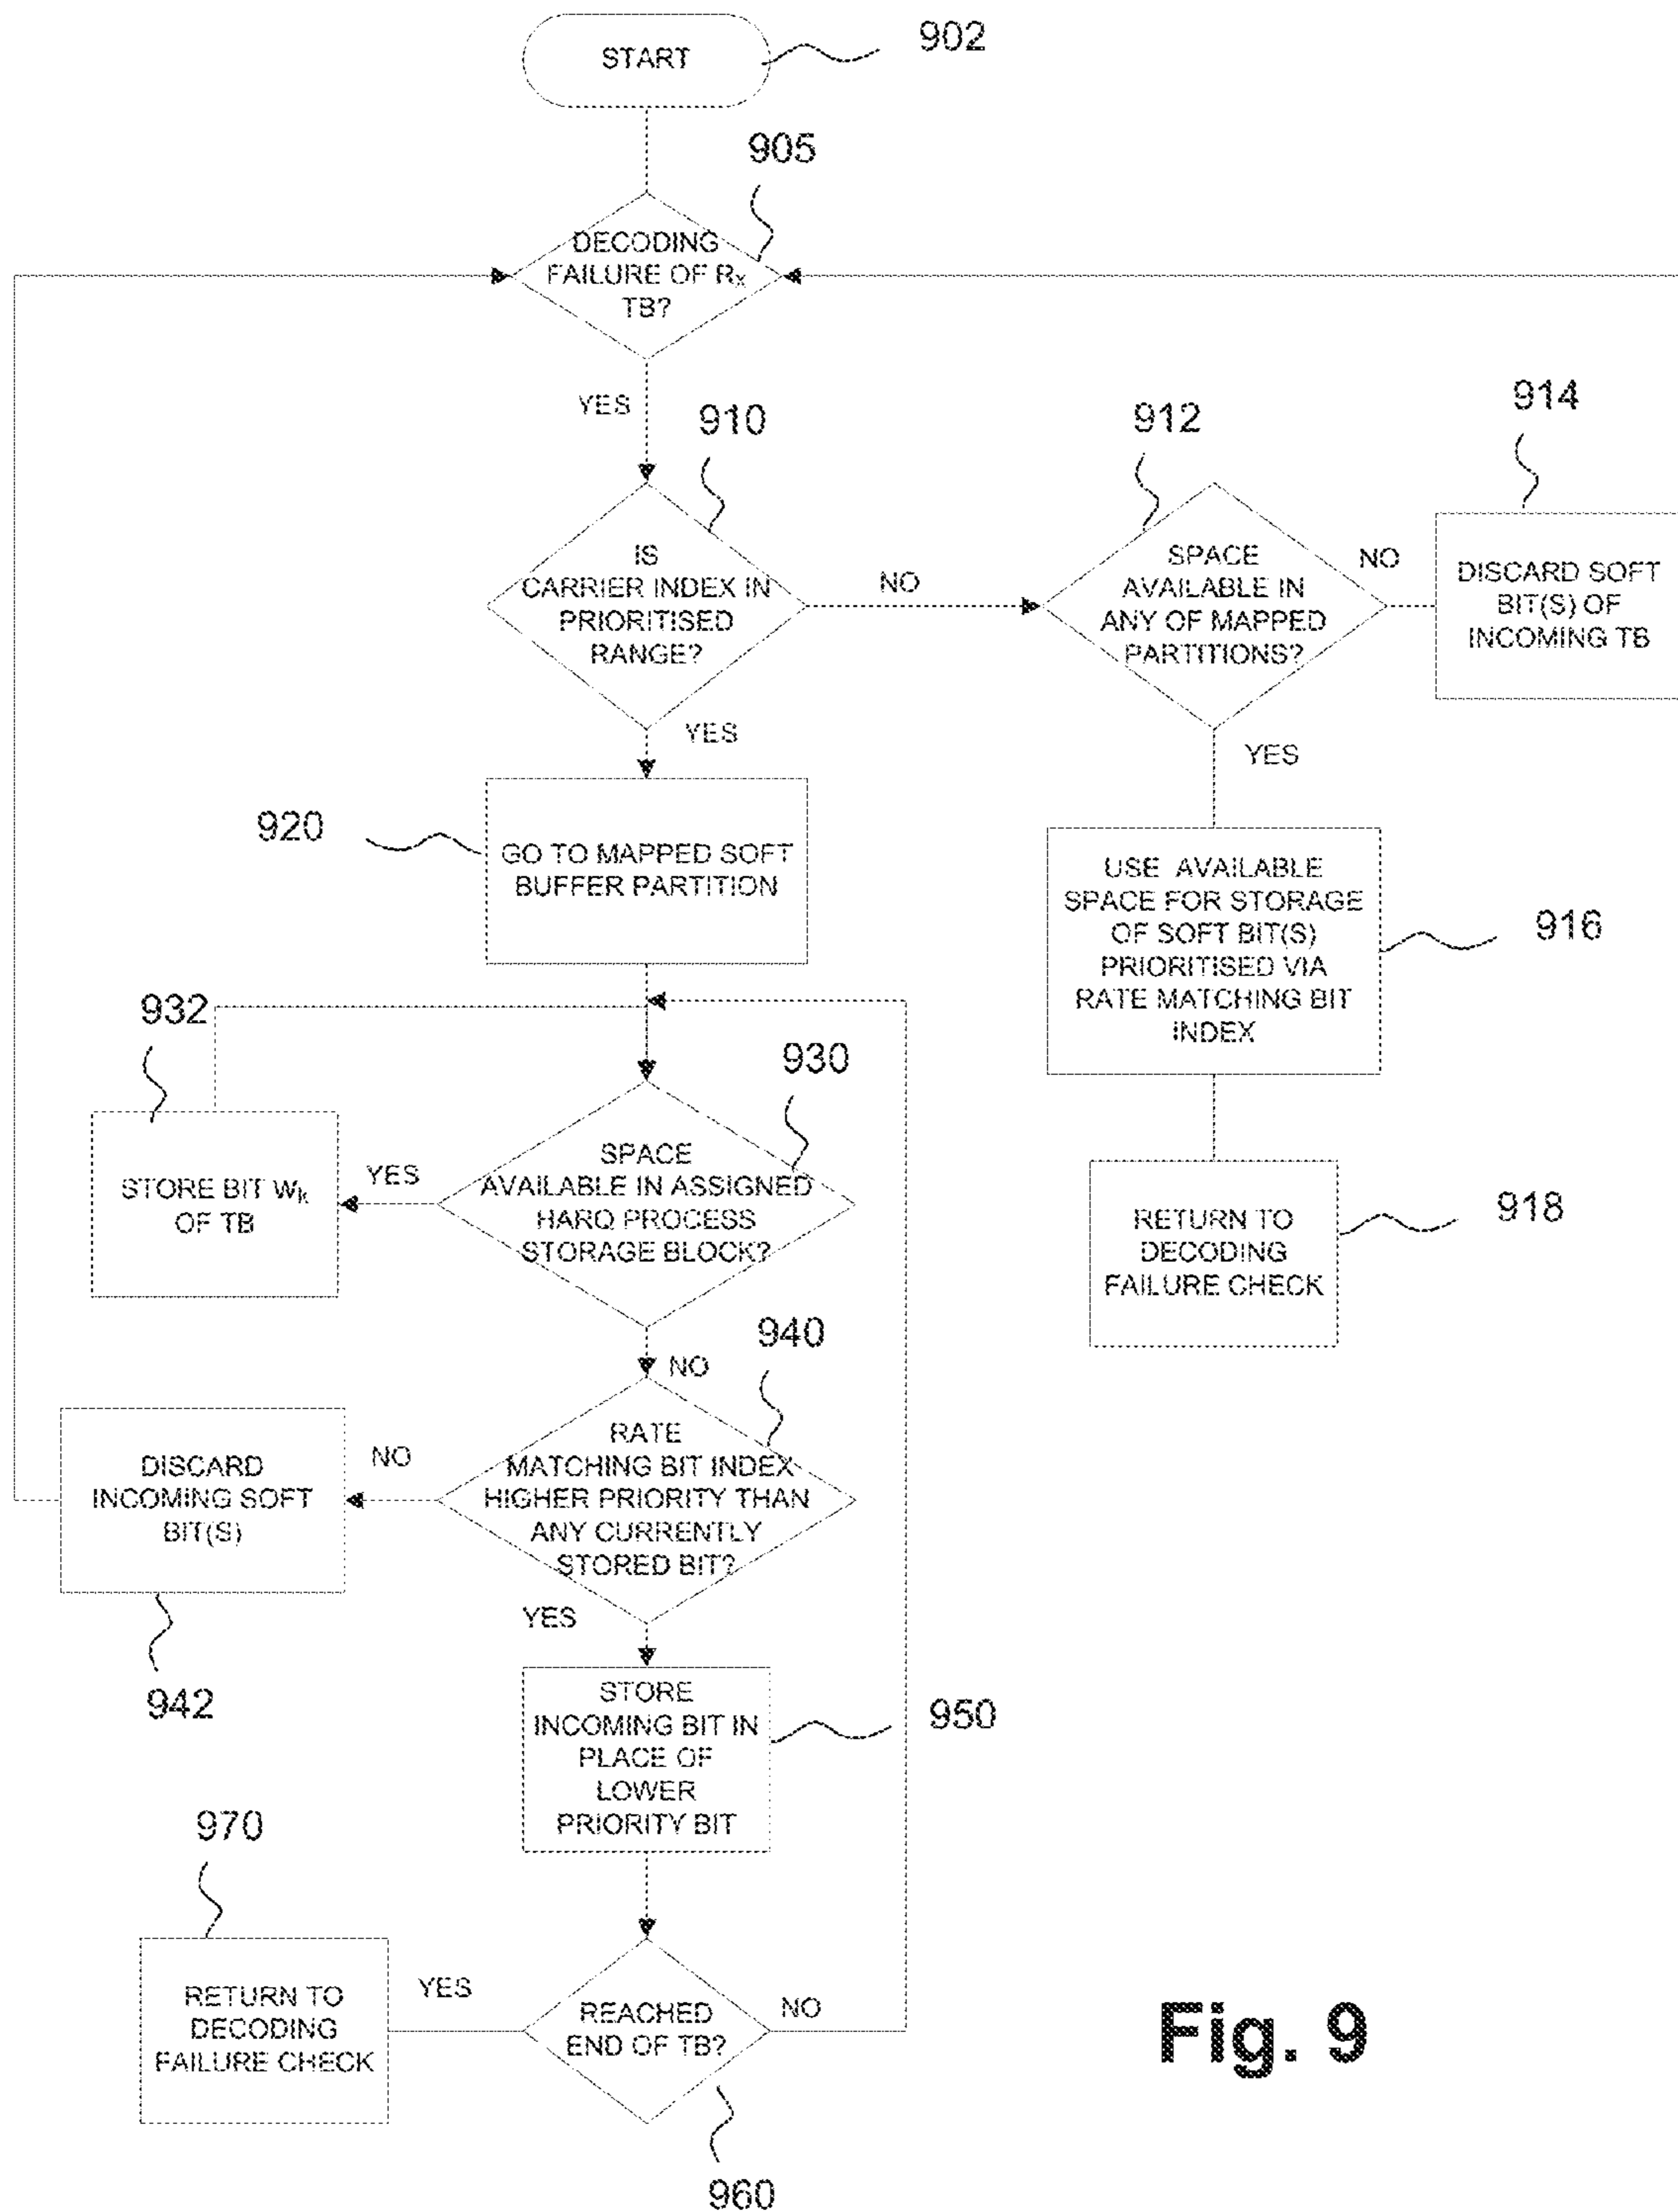 START
902
905
DECODING
FAILURE OF Rx
TB?
YES
910
IS
CARRIER INDEX IN
PRIORITISED
RANGE?
NO
912
SPACE
AVAILABLE IN
ANY OF MAPPED
PARTITIONS?
NO
914
DISCARD SOFT
BIT(S) OF
INCOMING TB
YES
YES
920
GO TO MAPPED SOFT
BUFFER PARTITION
USE AVAILABLE
SPACE FOR STORAGE
OF SOFT BIT(S)
PRIORITISED VIA
RATE MATCHING BIT
INDEX
916
932
930
STORE BIT Wk
OF TB
YES
SPACE
AVAILABLE IN ASSIGNED
HARQ PROCESS
STORAGE BLOCK?
RETURN TO
DECODING
FAILURE CHECK
918
NO
940
DISCARD
INCOMING SOFT
BIT(S)
NO
RATE
MATCHING BIT INDEX
HIGHER PRIORITY THAN
ANY CURRENTLY
STORED BIT?
942
YES
STORE
INCOMING BIT IN
PLACE OF
LOWER
PRIORITY BIT
950
970
RETURN TO
DECODING
FAILURE CHECK
YES
REACHED
END OF TB?
NO
960
Fig. 9